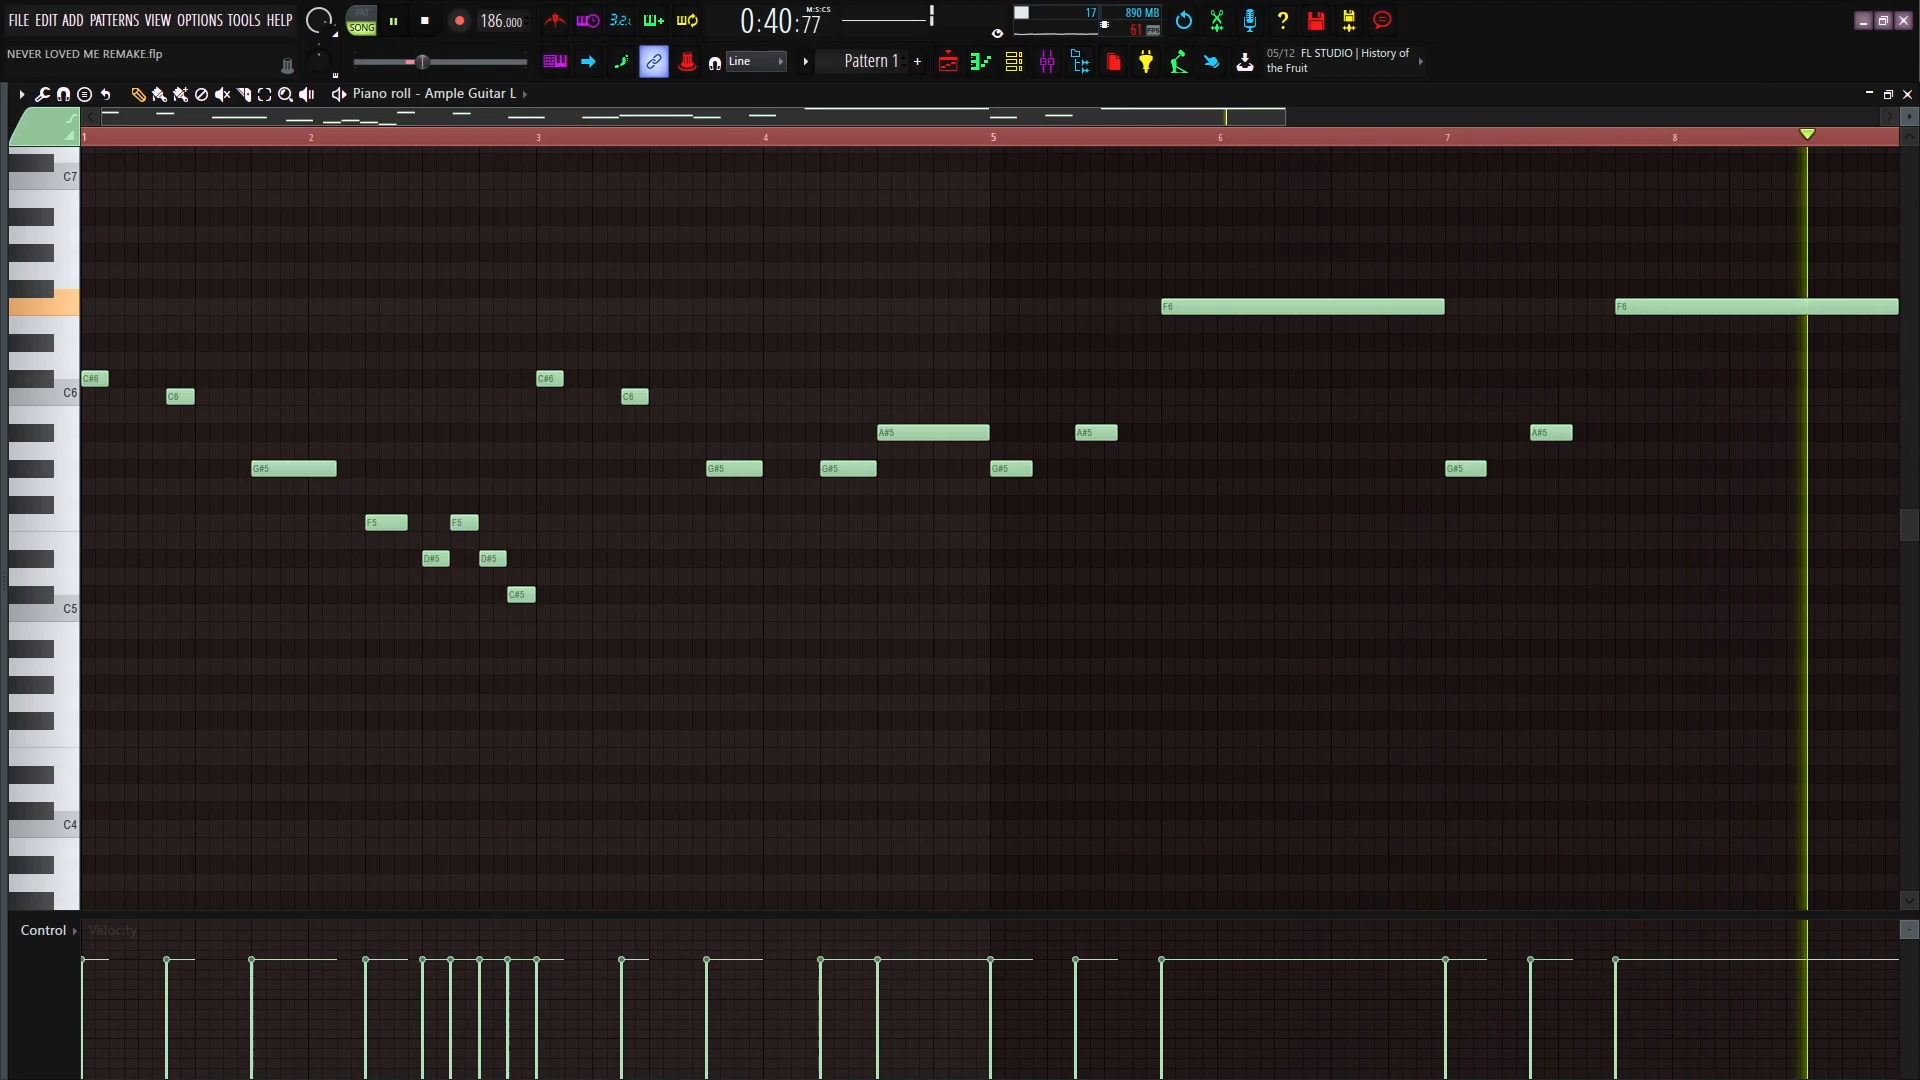 FILE EDIT ADD PATTERNS VIEW OPTIONS TOOLS HELP
PAT
SONG
186.000
3.2.
0:40:77
M:S:CS
17
890 MB
61
NEVER LOVED ME REMAKE.flp
Line
Pattern 1
05/12 FL STUDIO | History of
the Fruit
Piano roll - Ample Guitar L
1 2 3 4 5 6 7 8
C7
F6 F6
C#6 C#6
C6 C6 C6
A#5 A#5 A#5
G#5 G#5 G#5 G#5 G#5
F5 F5
D#5 D#5
C#5
C5
C4
Control Velocity